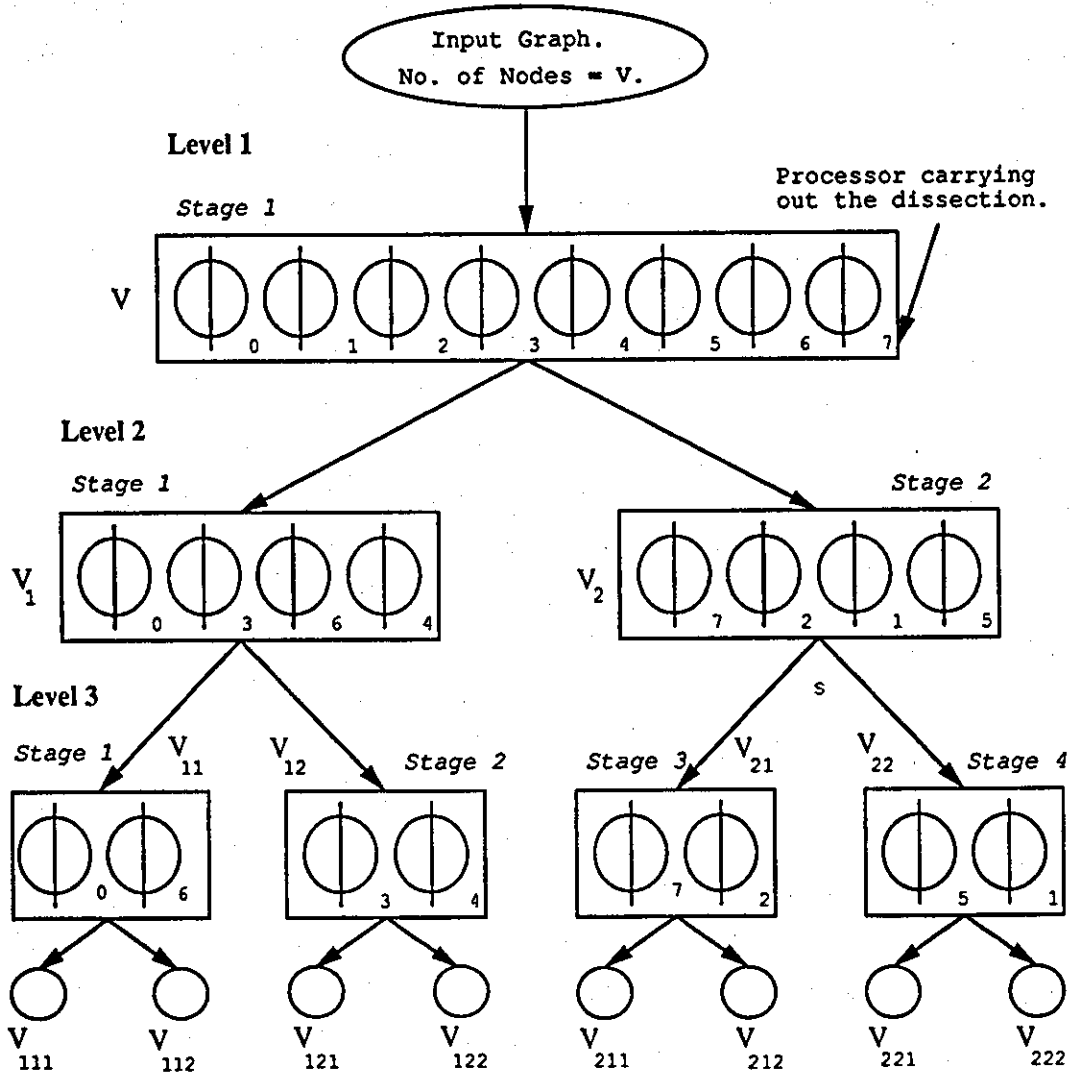 Input Graph.
No. of Nodes = V.
Level 1
Processor carrying
out the dissection.
Stage 1
V
0 1 2 3 4 5 6 7
Level 2
Stage 1 Stage 2
V1 V2
0 3 6 4 7 2 1 5
s
Level 3
Stage 1 V11 V12 Stage 2 Stage 3 V21 V22 Stage 4
0 6 3 4 7 2 5 1
V111 V112 V121 V122 V211 V212 V221 V222